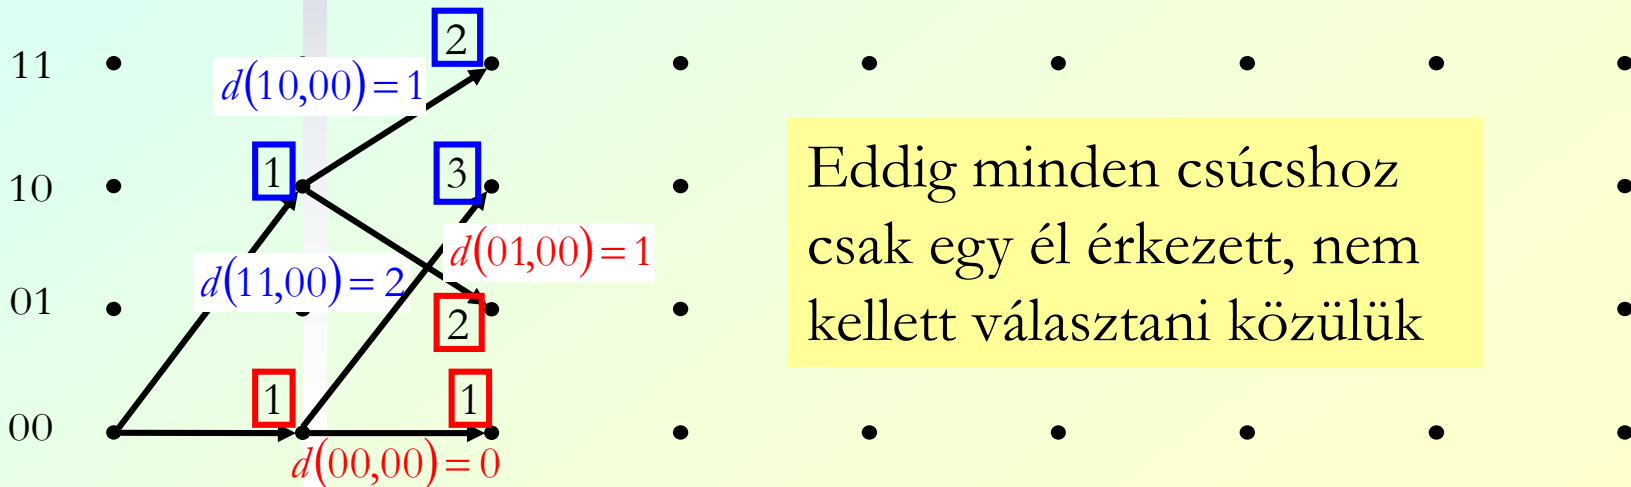 2
11
d(10,00)=1
1
3
10
Eddig minden csúcshoz
csak egy él érkezett, nem
kellett választani közülük
d(01,00)=1
d(11,00)=2
01
2
1
1
00
d(00,00)=0